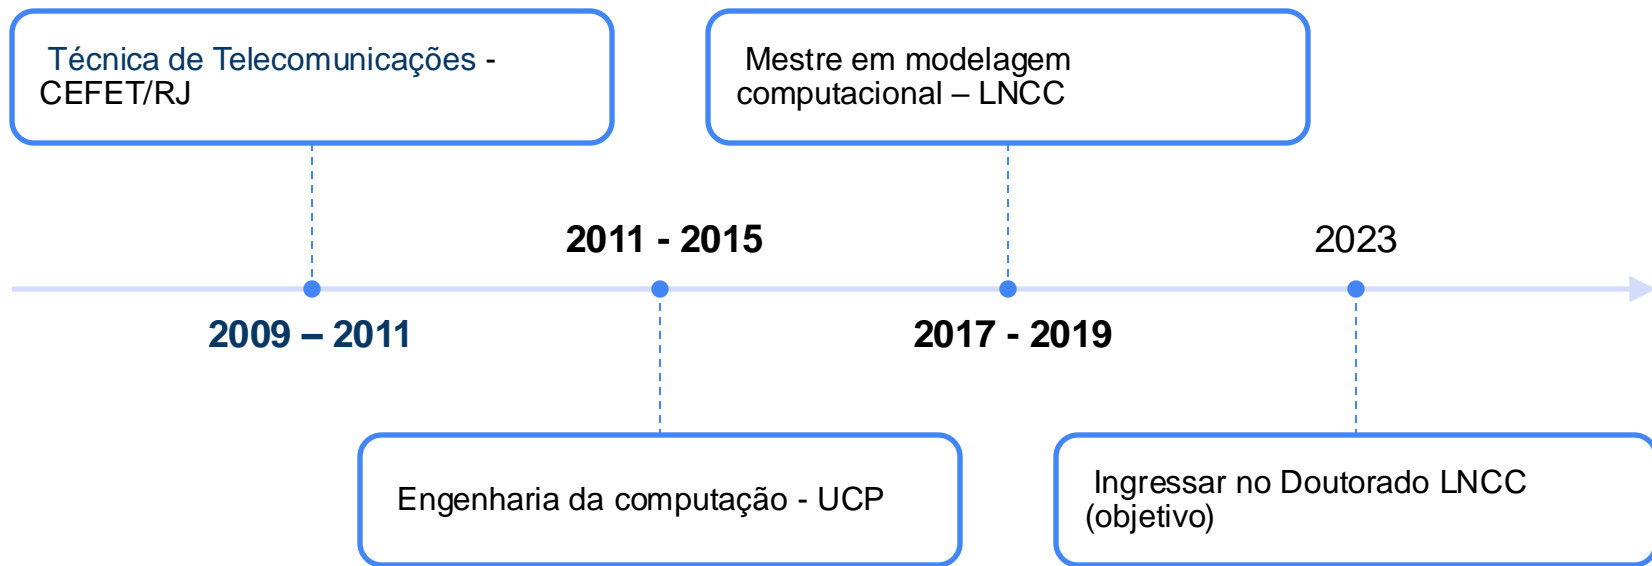 Técnica de Telecomunicações -
CEFET/RJ
Mestre em modelagem
computacional – LNCC
2011 - 2015
2023
2009 – 2011
2017 - 2019
Engenharia da computação - UCP
Ingressar no Doutorado LNCC
(objetivo)